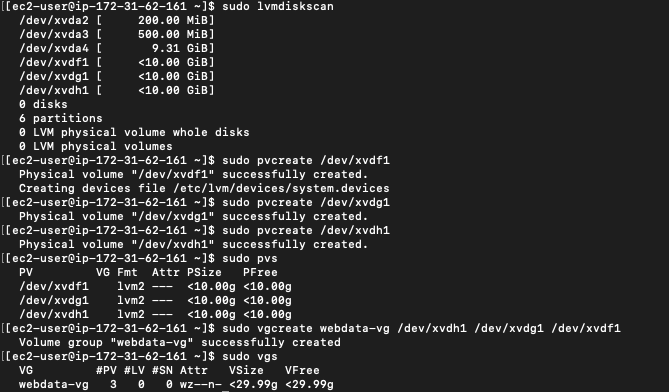 [[ec2-user@ip-172-31-62-161 ~]$ sudo lvmdiskscan
/dev/xvda2 [ 200.00 MiB]
/dev/xvda3 [ 500.00 MiB]
/dev/xvda4 [ 9.31 GiB]
/dev/xvdf1 [ <10.00 GiB]
/dev/xvdg1 [ <10.00 GiB]
/dev/xvdh1 [ <10.00 GiB]
0 disks
6 partitions
0 LVM physical volume whole disks
0 LVM physical volumes
[[ec2-user@ip-172-31-62-161 ~]$ sudo pvcreate /dev/xvdf1
Physical volume "/dev/xvdf1" successfully created.
Creating devices file /etc/lvm/devices/system.devices
[[ec2-user@ip-172-31-62-161 ~]$ sudo pvcreate /dev/xvdg1
Physical volume "/dev/xvdg1" successfully created.
[[ec2-user@ip-172-31-62-161 ~]$ sudo pvcreate /dev/xvdh1
Physical volume "/dev/xvdh1" successfully created.
[[ec2-user@ip-172-31-62-161 ~]$ sudo pvs
PV VG Fmt Attr PSize PFree
/dev/xvdf1 lvm2 --- <10.00g <10.00g
/dev/xvdg1 lvm2 --- <10.00g <10.00g
/dev/xvdh1 lvm2 --- <10.00g <10.00g
[[ec2-user@ip-172-31-62-161 ~]$ sudo vgcreate webdata-vg /dev/xvdh1 /dev/xvdg1 /dev/xvdf1
Volume group "webdata-vg" successfully created
[[ec2-user@ip-172-31-62-161 ~]$ sudo vgs
VG #PV #LV #SN Attr VSize VFree
webdata-vg 3 0 0 wz--n- <29.99g <29.99g